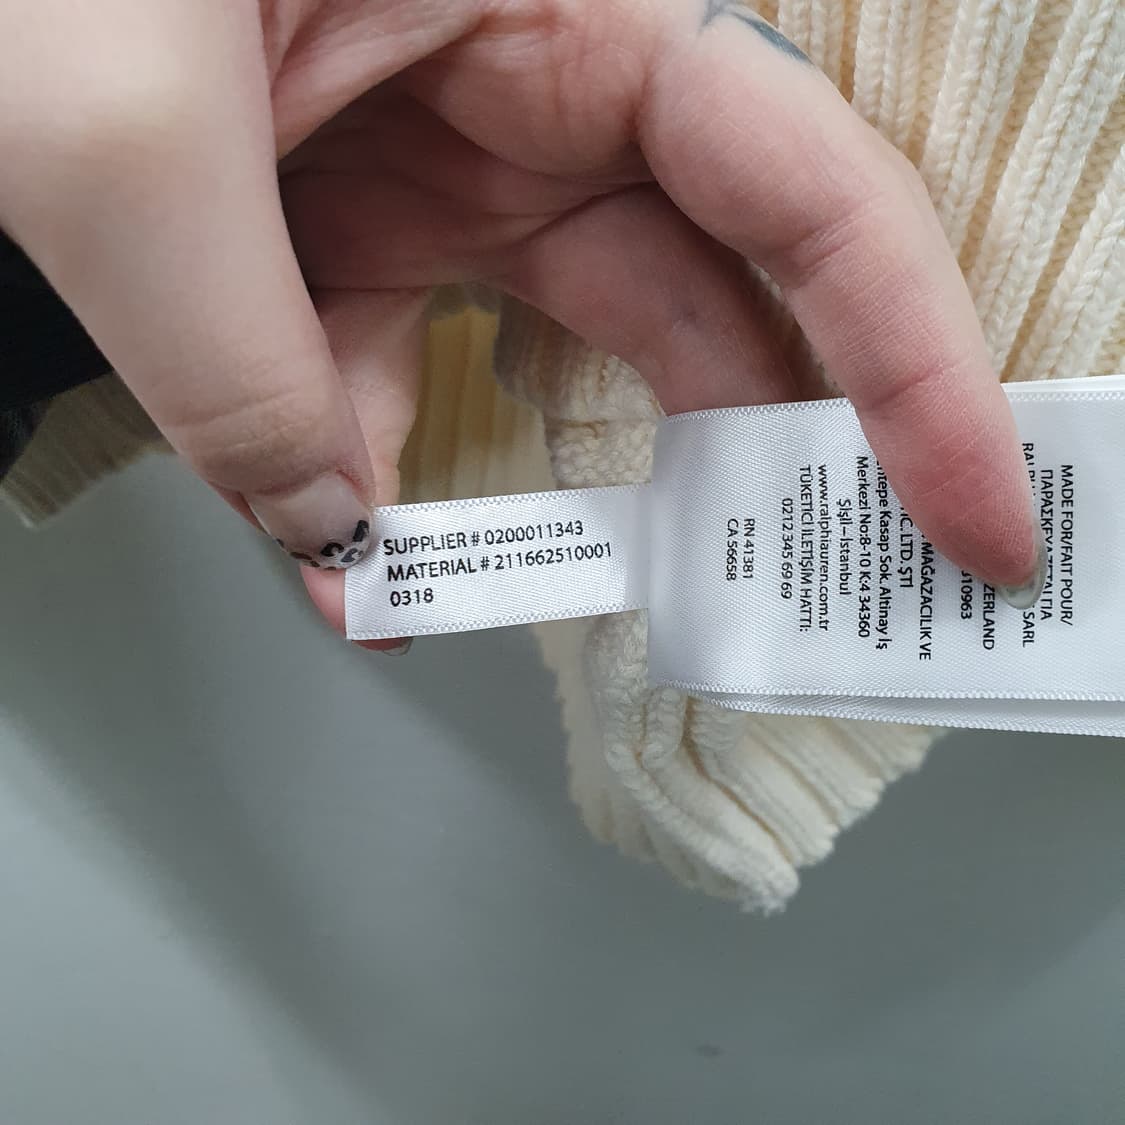 SUPPLIER # 0200011343
MATERIAL # 211662510001
0318
MADE FOR/FAIT POUR/
ΠΑΡΑΣΚΕΥΑΖΕΤΑΙ ΓΙΑ
SARL
ZERLAND
10963
MAĞAZACILIK VE
C. LTD. ŞTİ
Kasap Sok. Altinay İş
Merkezi No:8-10 K:4 34360
Şişli – İstanbul
www.ralphlauren.com.tr
TÜKETİCİ İLETİŞİM HATTI:
0212 345 69 69
RN 41381
CA 56658